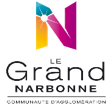 LE
Grand
NARBONNE
COMMUNAUTÉ D'AGGLOMÉRATION